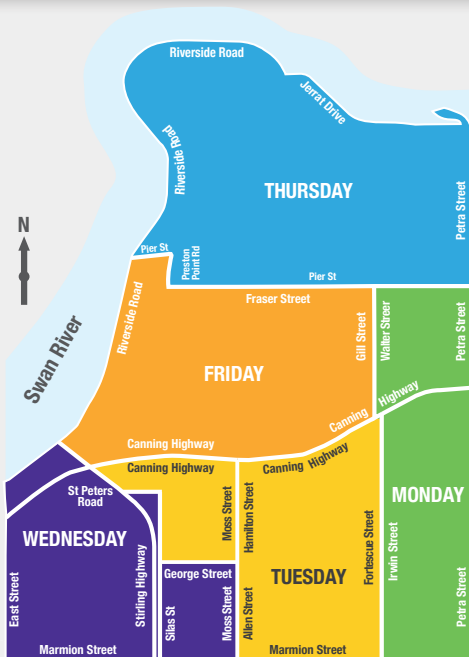 Riverside Road
Jerrat Drive
Riverside Road
THURSDAY
Petra Street
N
Pier St
Preston
Point Rd
Pier St
Fraser Street
Riverside Road
Gill Street
Walter Streer
Petra Street
Swan River
FRIDAY
Canning Highway
Canning Highway
Canning Highway
Canning Highway
St Peters
Road
Moss Street
Hamilton Street
MONDAY
WEDNESDAY
Fortescue Street
Irwin Street
Stirling Highway
George Street
TUESDAY
East Street
Silas St
Moss Street
Allen Street
Petra Street
Marmion Street
Marmion Street